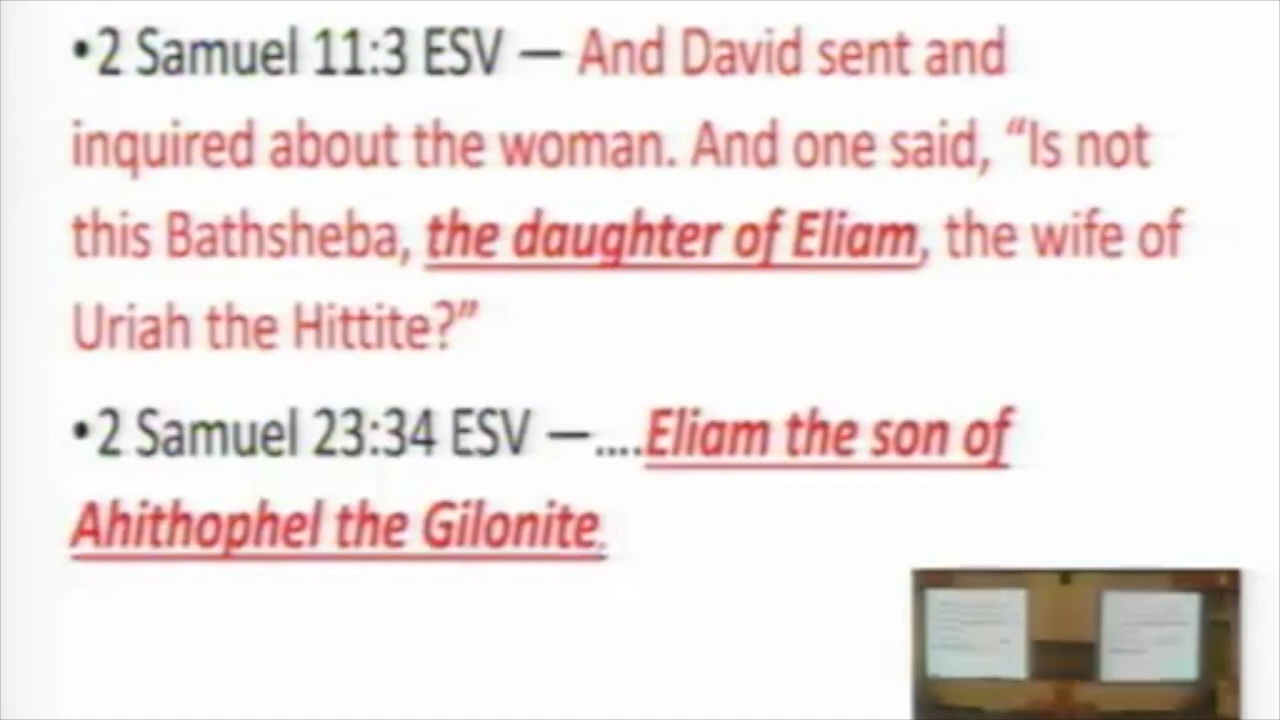 •2 Samuel 11:3 ESV — And David sent and
inquired about the woman. And one said, “Is not
this Bathsheba, the daughter of Eliam, the wife of
Uriah the Hittite?”
•2 Samuel 23:34 ESV —....Eliam the son of
Ahithophel the Gilonite.